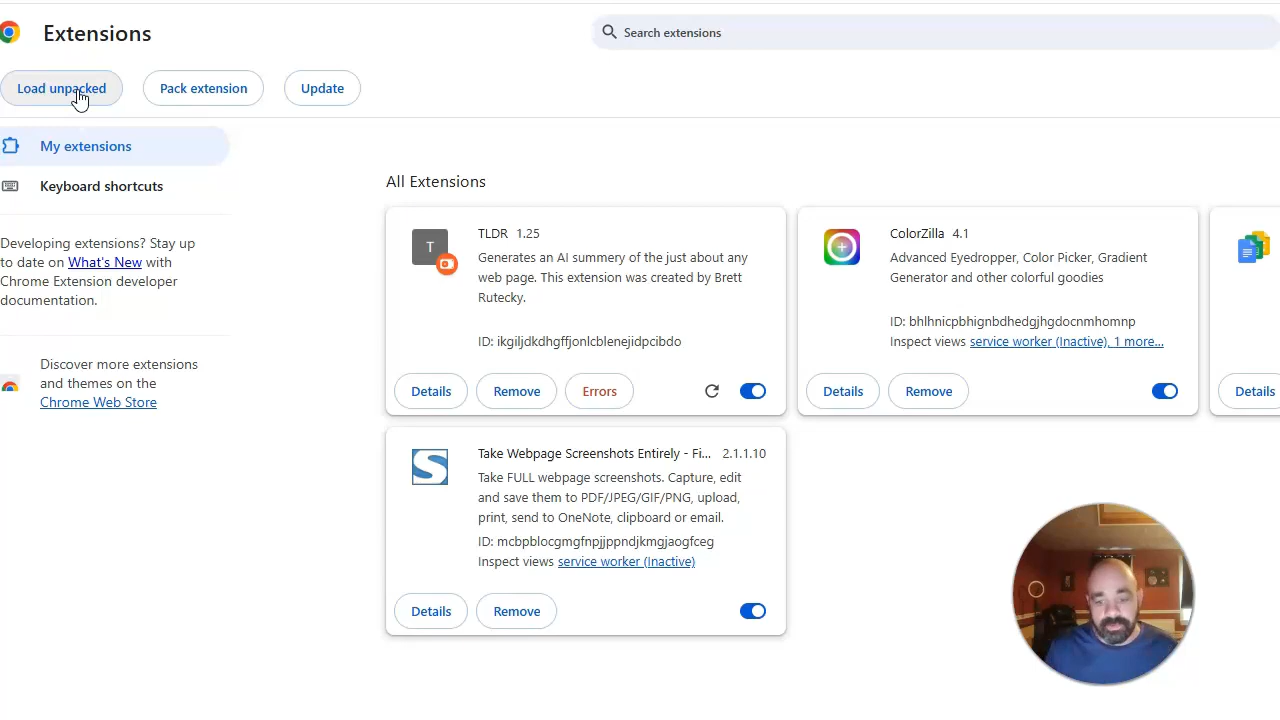 Extensions
Search extensions
Load unpacked
Pack extension
Update
My extensions
Keyboard shortcuts
Developing extensions? Stay up
to date on What's New with
Chrome Extension developer
documentation.
Discover more extensions
and themes on the
Chrome Web Store
All Extensions
T
TLDR 1.25
Generates an AI summery of the just about any
web page. This extension was created by Brett
Rutecky.
ID: ikgiljdkdhgffjonlcblenejidpcibdo
Details
Remove
Errors
ColorZilla 4.1
Advanced Eyedropper, Color Picker, Gradient
Generator and other colorful goodies
ID: bhlhnicpbhignbdhedgjhgdocnmhomnp
Inspect views service worker (Inactive), 1 more...
Details
Remove
Details
Take Webpage Screenshots Entirely - Fi... 2.1.1.10
Take FULL webpage screenshots. Capture, edit
and save them to PDF/JPEG/GIF/PNG, upload,
print, send to OneNote, clipboard or email.
ID: mcbpblocgmgfnpjjppndjkmgjaogfceg
Inspect views service worker (Inactive)
Details
Remove